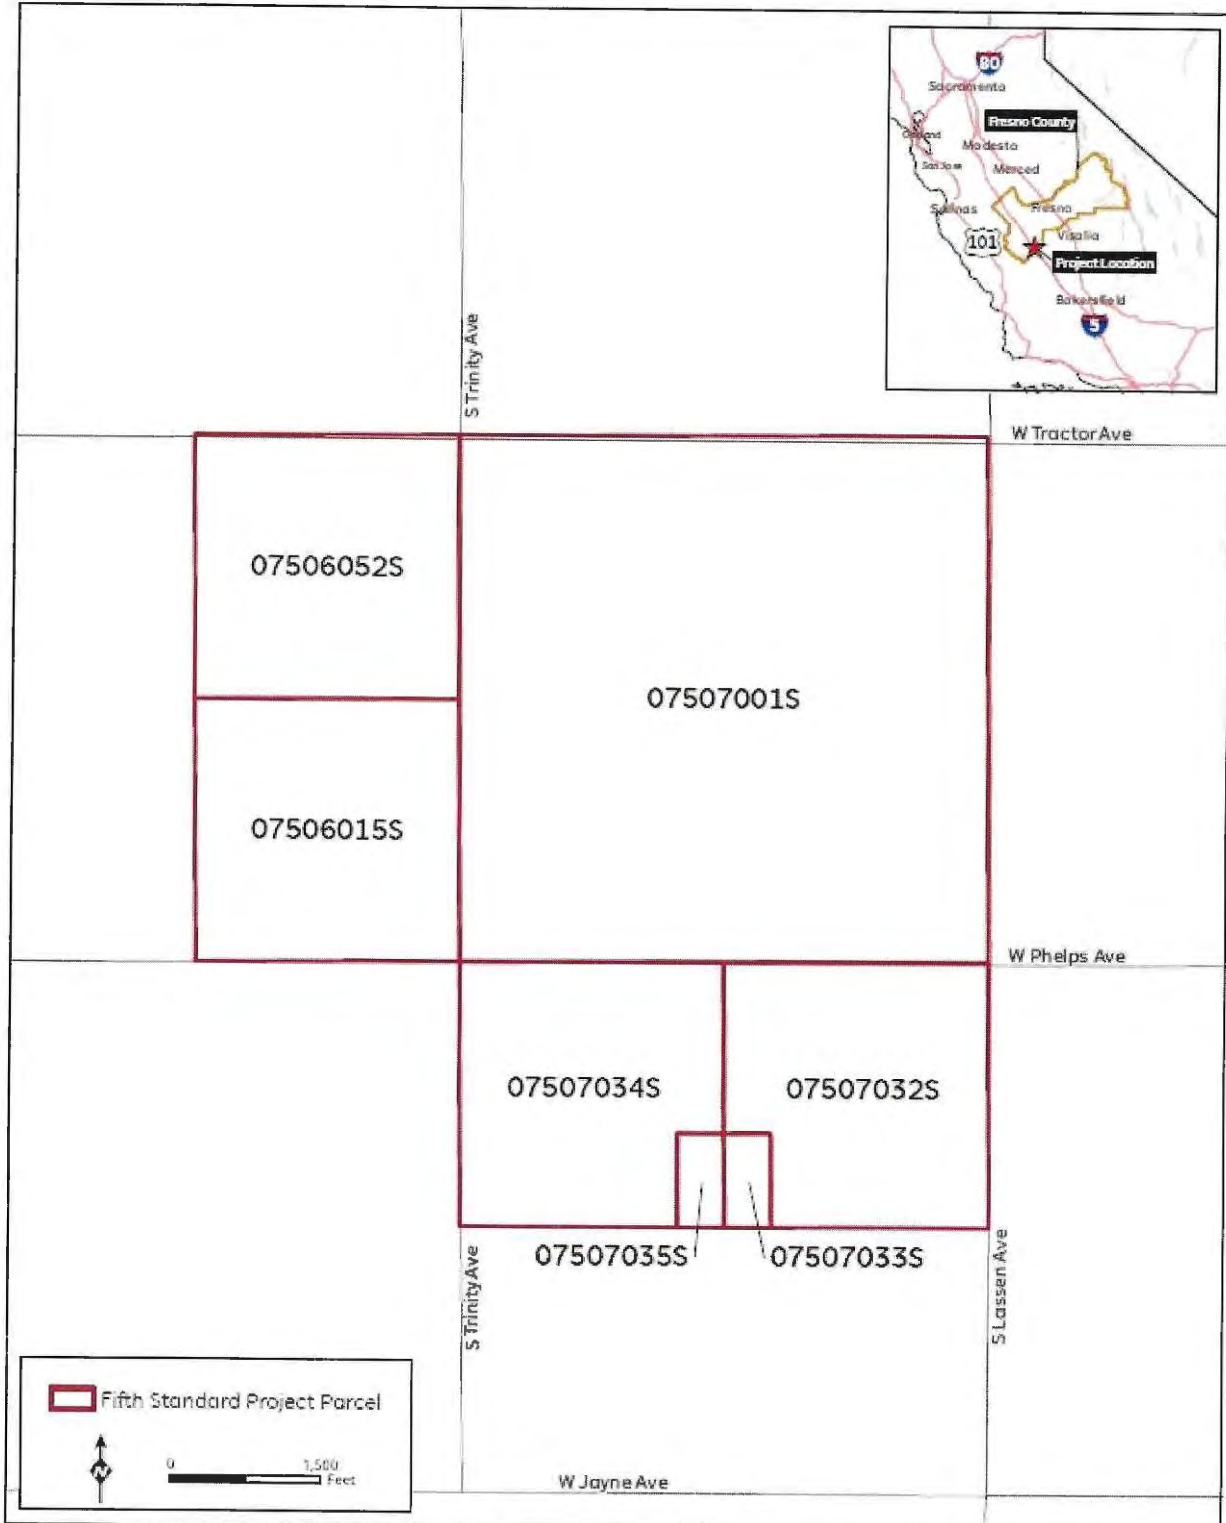 80
Sacramento
Fresno County
Oakland
Modesto
San Jose
Merced
Salinas
Fresno
101
Visalia
Project Location
Bakersfield
5
S Trinity Ave
W Tractor Ave
07506052S
07507001S
07506015S
W Phelps Ave
07507034S
07507032S
07507035S
07507033S
S Trinity Ave
S Lassen Ave
Fifth Standard Project Parcel
N
0
1,500
Feet
W Jayne Ave